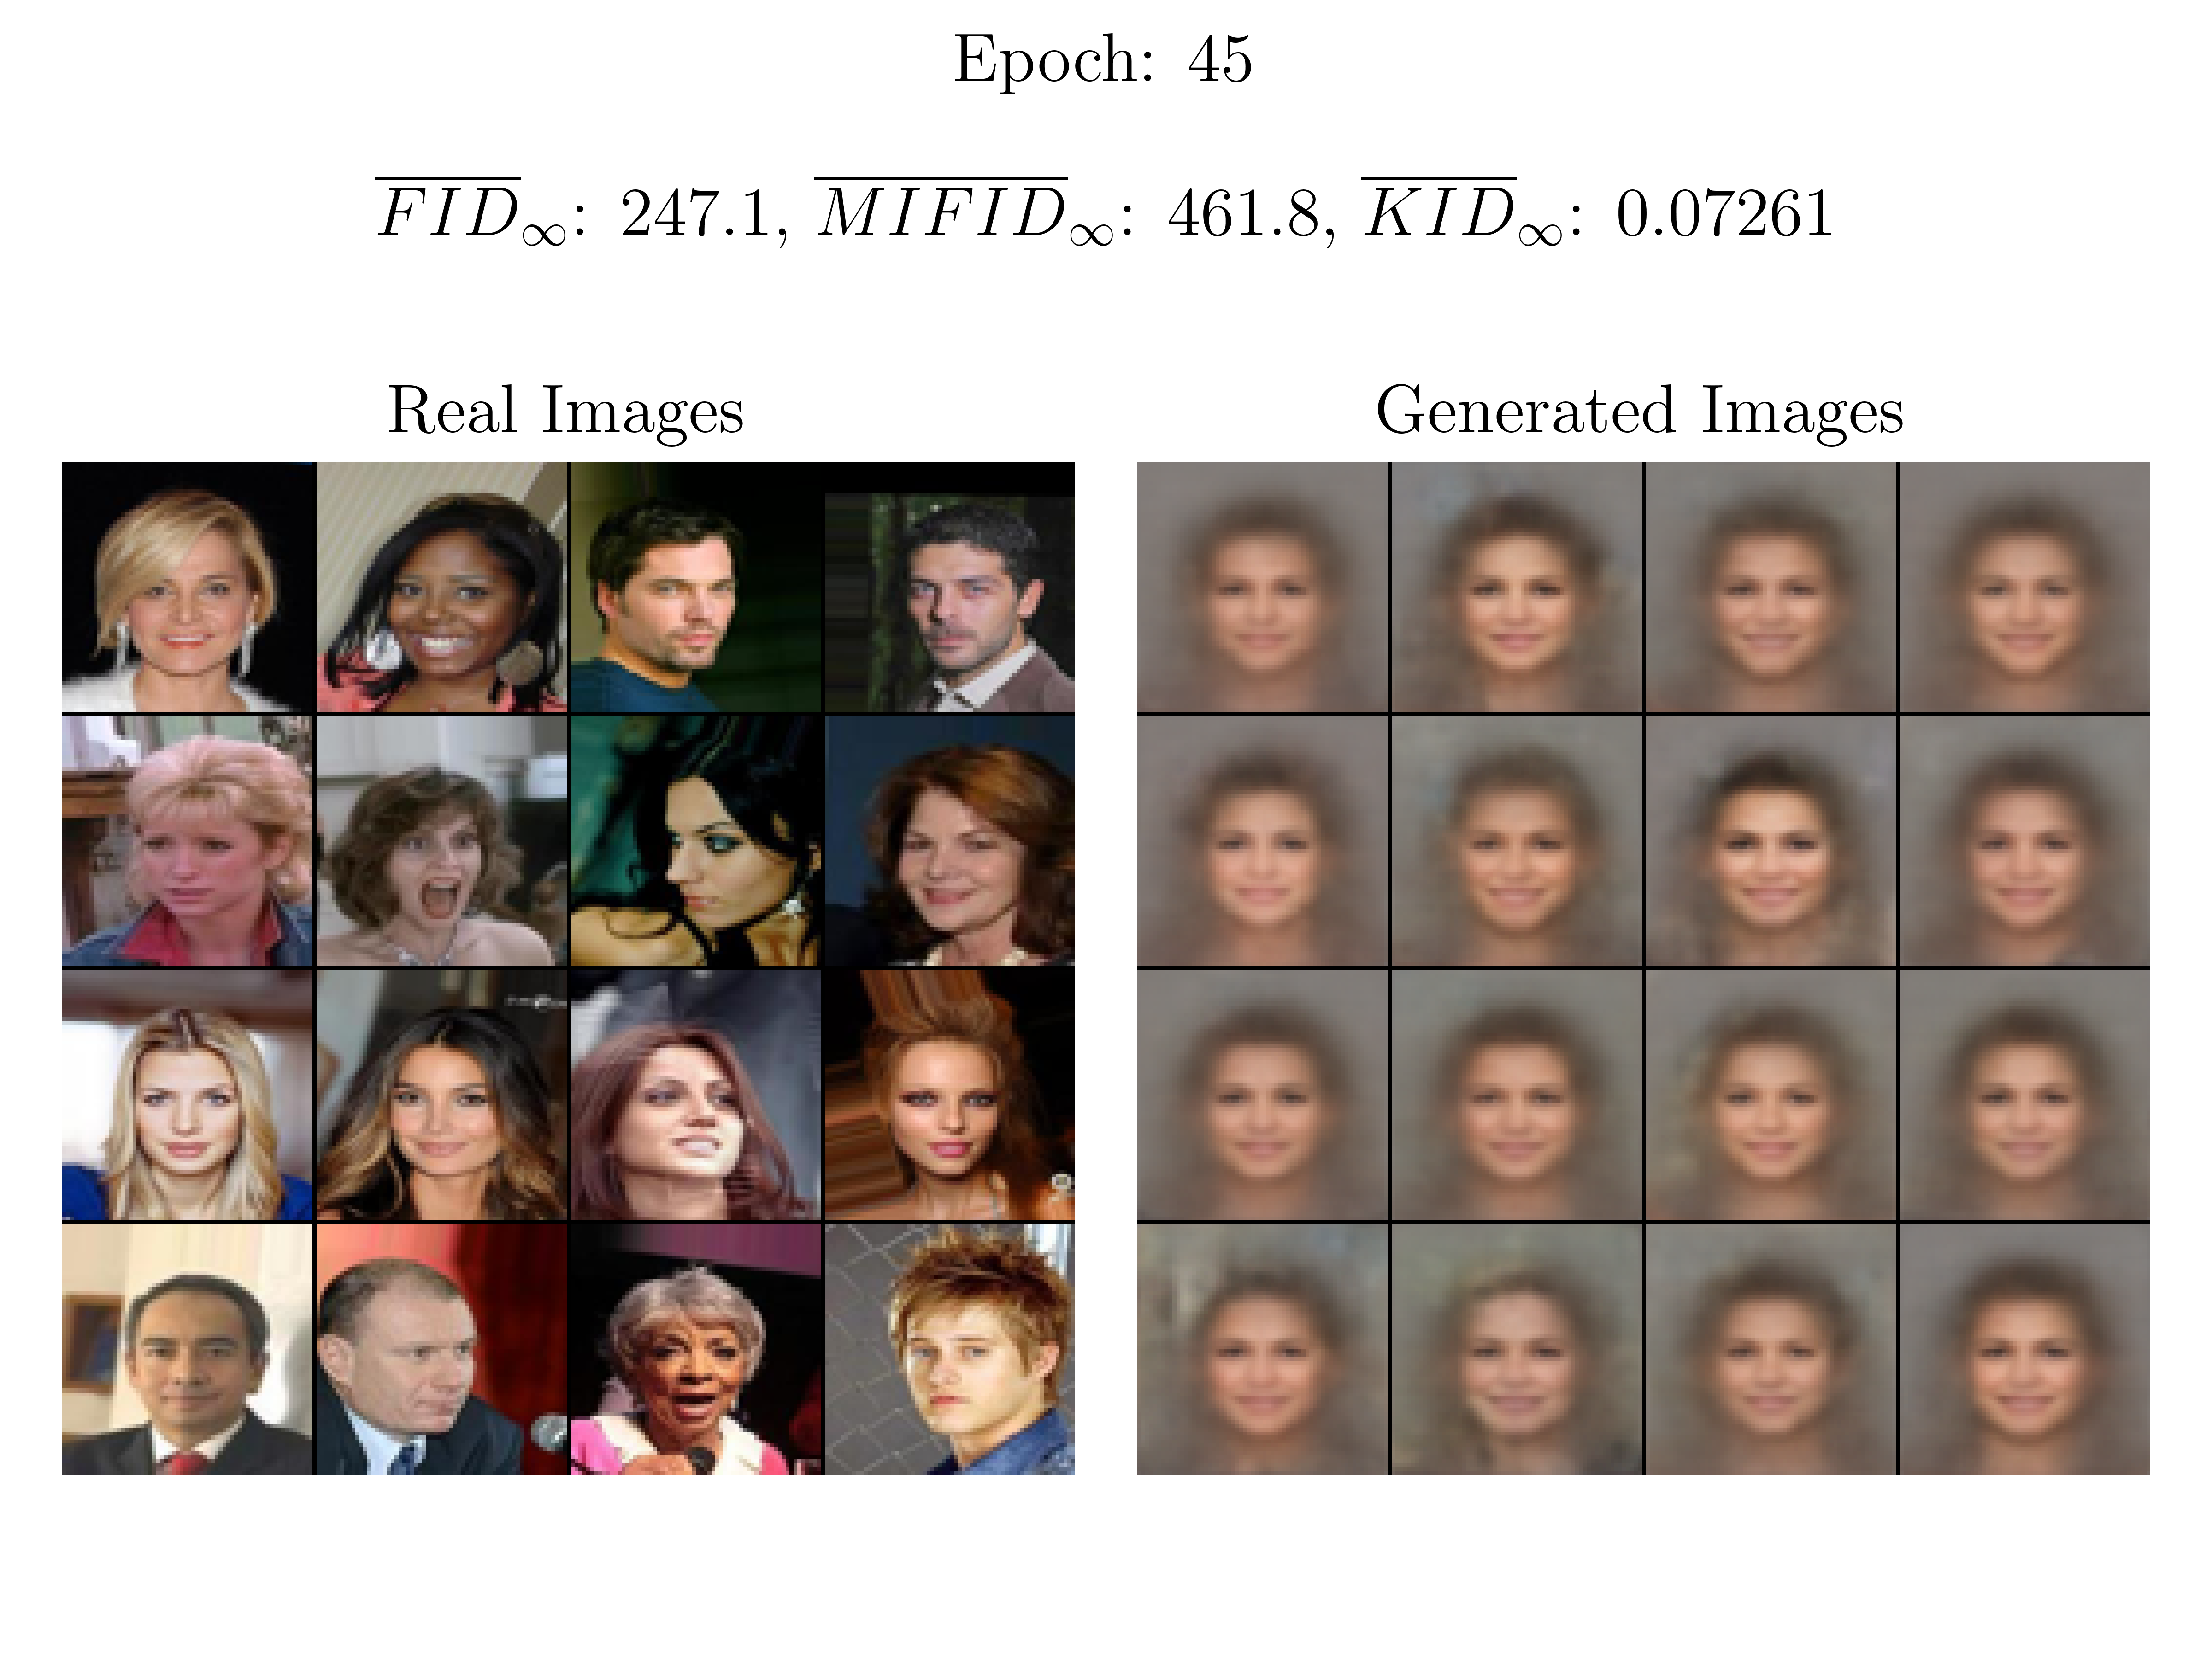 Epoch: 45
FID∞: 247.1, MIFID∞: 461.8, KID∞: 0.07261
Real Images
Generated Images